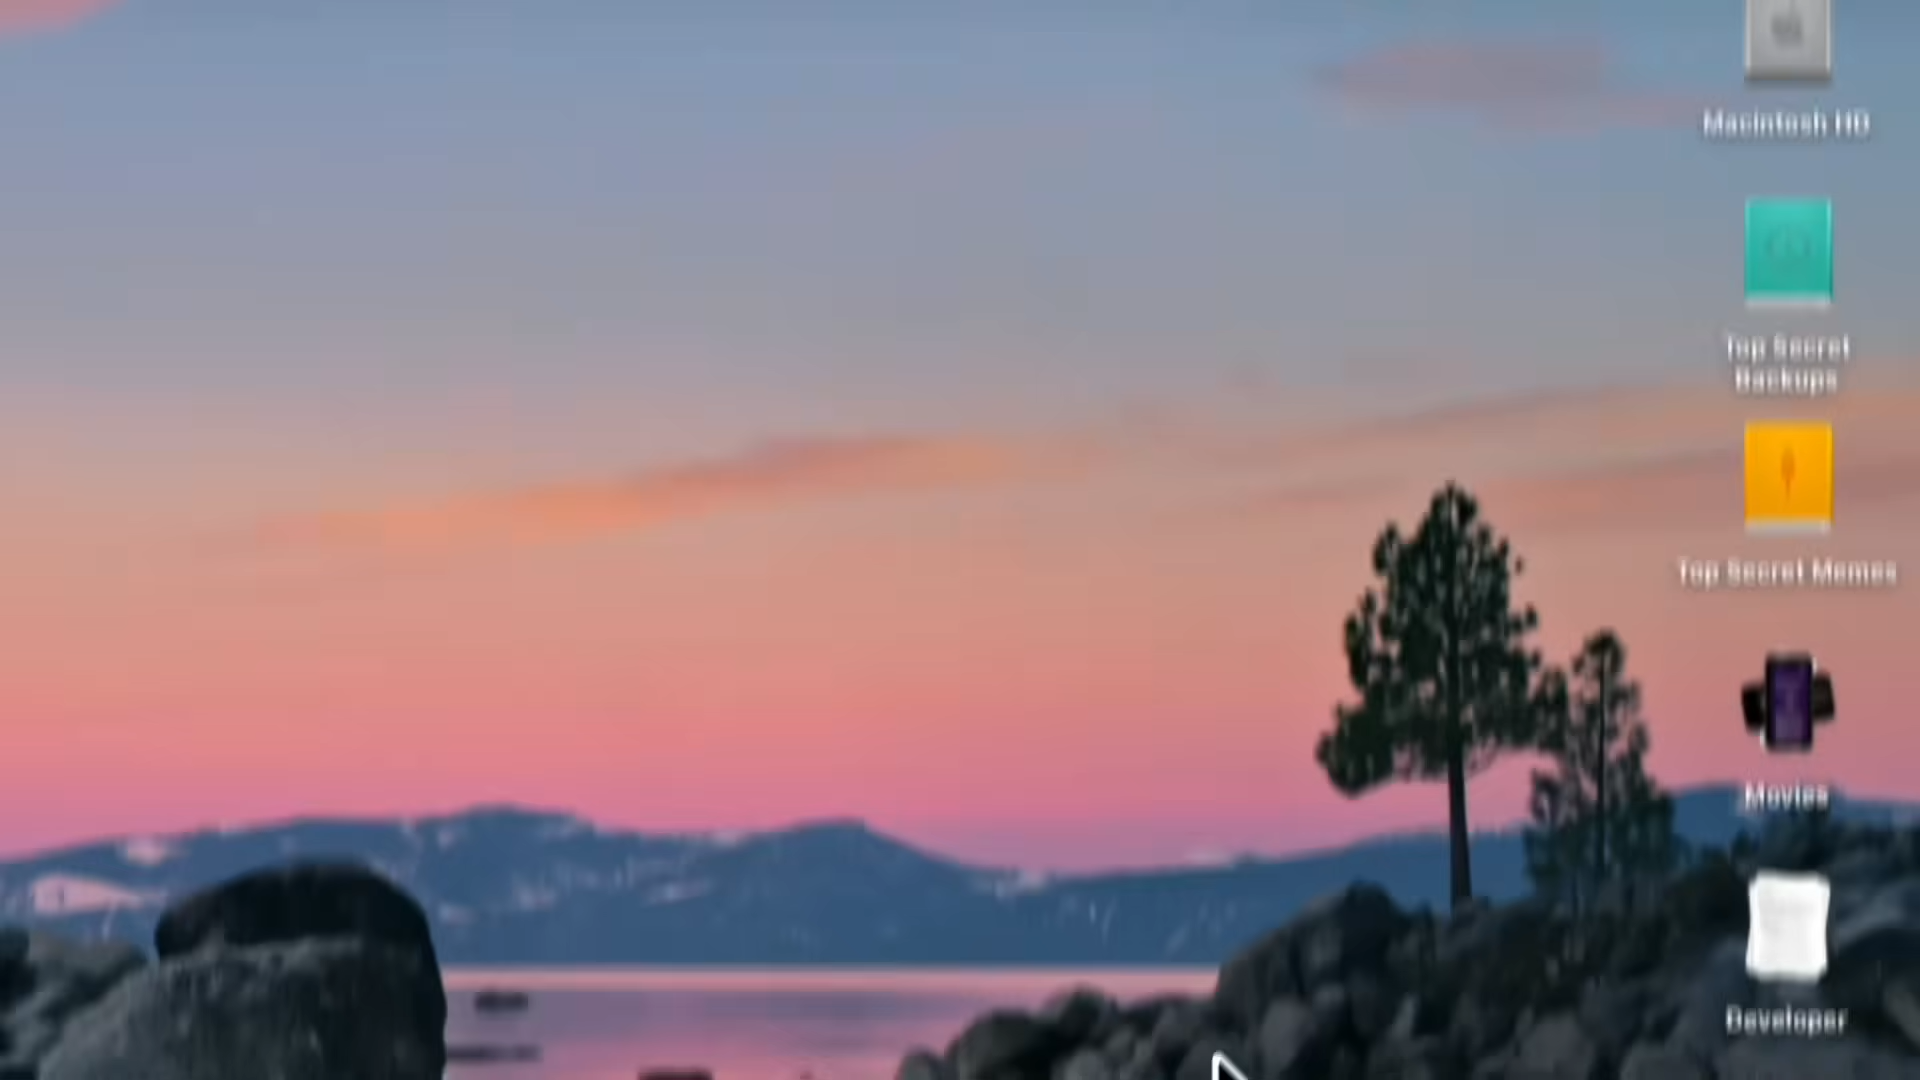 Macintosh HD
Top Secret
Backups
Top Secret Memes
Movies
Developer